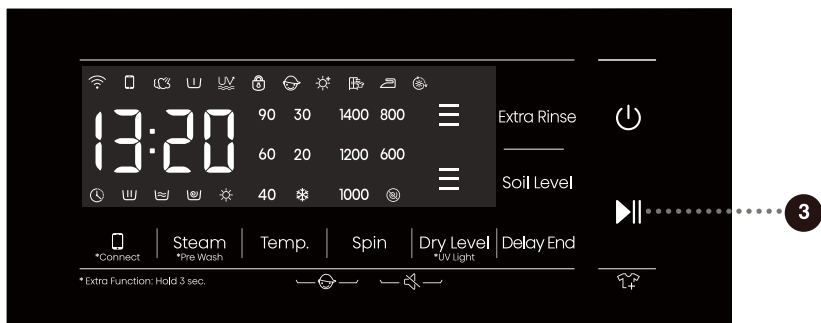 UV
13:20
90 30 1400 800
60 20 1200 600
40 1000
Extra Rinse
Soil Level
3
*Connect
Steam
*Pre Wash
Temp.
Spin
Dry Level
*UV Light
Delay End
* Extra Function: Hold 3 sec.